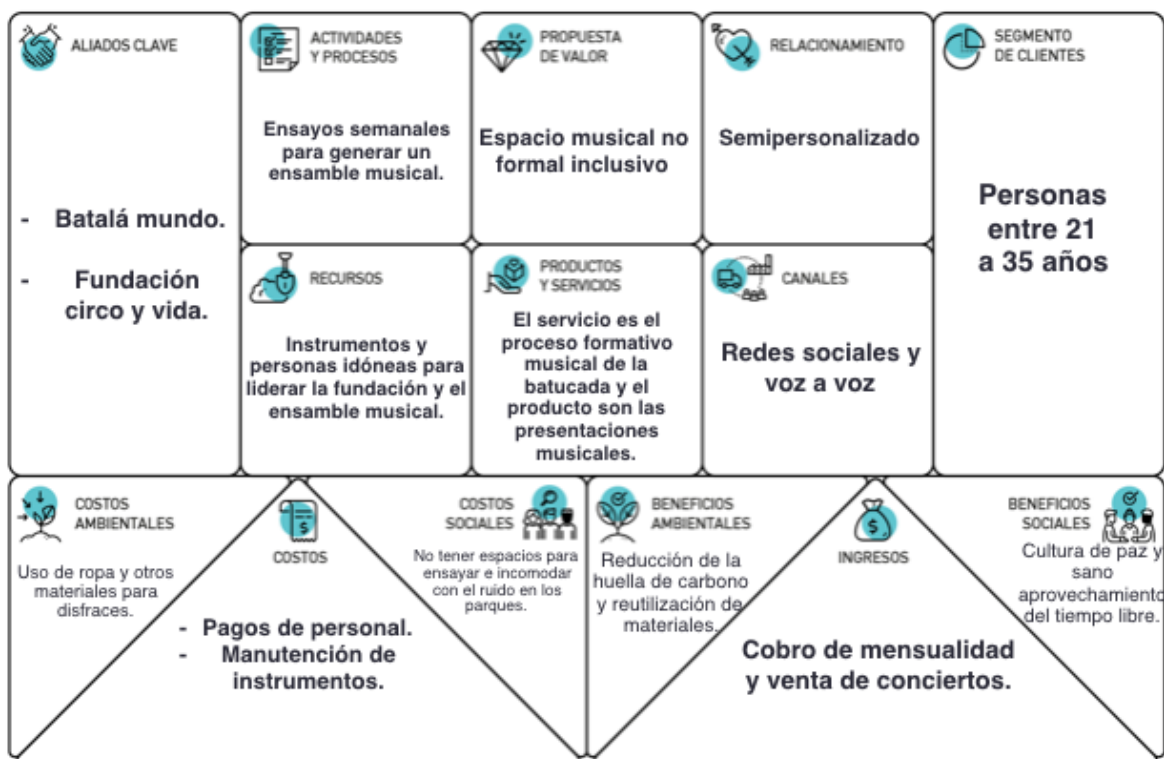 ALIADOS CLAVE
- Batalá mundo.
- Fundación
circo y vida.
ACTIVIDADES
Y PROCESOS
Ensayos semanales
para generar un
ensamble musical.
RECURSOS
Instrumentos y
personas idóneas para
liderar la fundación y el
ensamble musical.
PROPUESTA
DE VALOR
Espacio musical no
formal inclusivo
PRODUCTOS
Y SERVICIOS
El servicio es el
proceso formativo
musical de la
batucada y el
producto son las
presentaciones
musicales.
RELACIONAMIENTO
Semipersonalizado
CANALES
Redes sociales y
voz a voz
SEGMENTO
DE CLIENTES
Personas
entre 21
a 35 años
COSTOS
AMBIENTALES
Uso de ropa y otros
materiales para
disfraces.
$
COSTOS
- Pagos de personal.
- Manutención de
instrumentos.
COSTOS
SOCIALES
No tener espacios para
ensayar e incomodar
con el ruido en los
parques.
BENEFICIOS
AMBIENTALES
Reducción de la
huella de carbono
y reutilización de
materiales.
$
INGRESOS
Cobro de mensualidad
y venta de conciertos.
BENEFICIOS
SOCIALES
Cultura de paz y
sano
aprovechamiento
del tiempo libre.